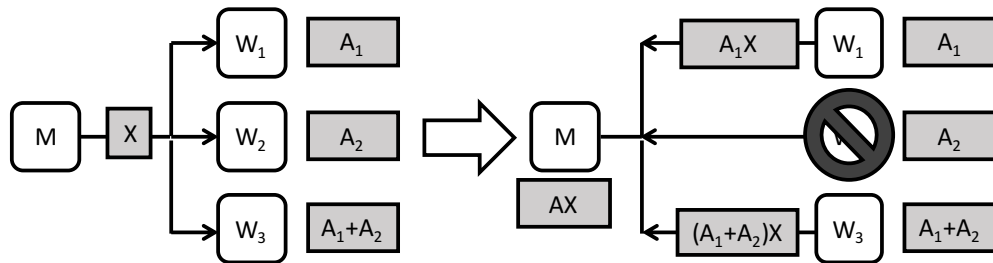 W₁ A₁ A₁X W₁ A₁
M X W₂ A₂ M A₂
AX
W₃ A₁+A₂ (A₁+A₂)X W₃ A₁+A₂